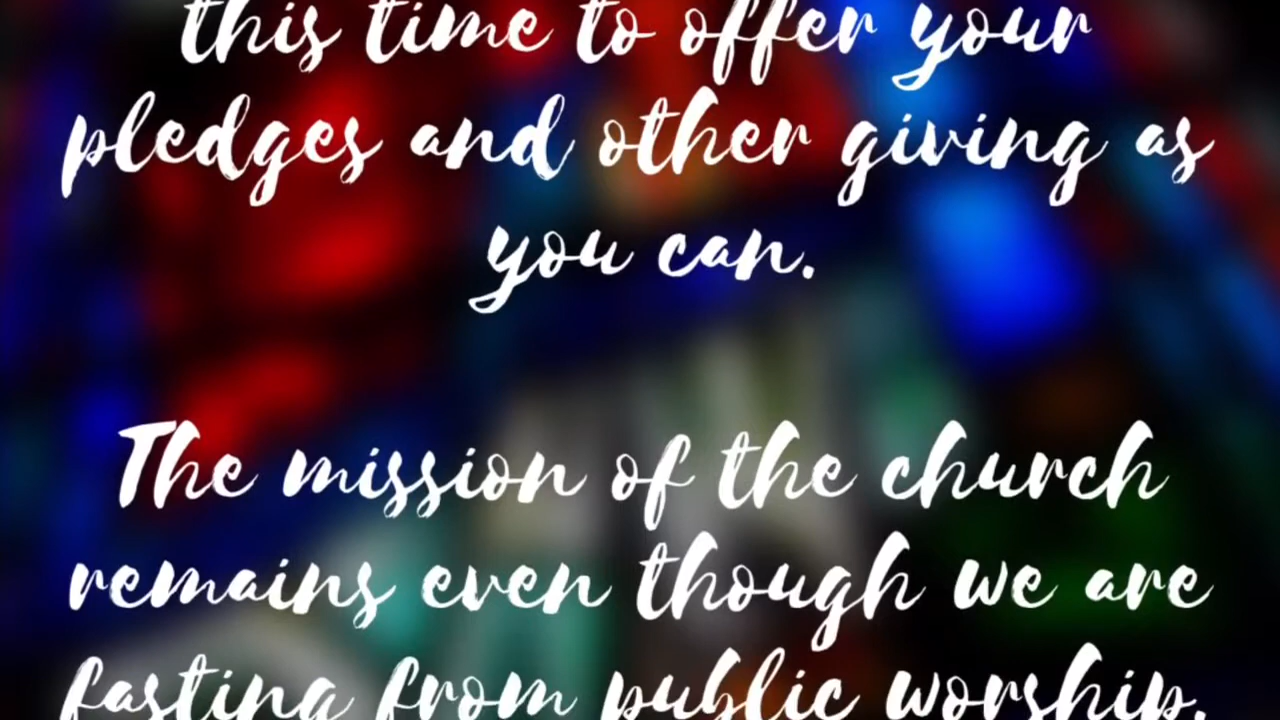 this time to offer your
pledges and other giving as
you can.
The mission of the church
remains even though we are
fasting from public worship.